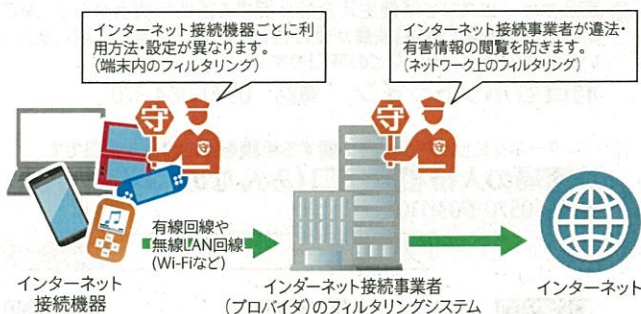 インターネット接続機器ごとに利
用方法・設定が異なります。
(端末内のフィルタリング)
インターネット接続事業者が違法・
有害情報の閲覧を防ぎます。
(ネットワーク上のフィルタリング)
守
守
守
守
有線回線や
無線LAN回線
(Wi-Fiなど)
インターネット
接続機器
インターネット接続事業者
(プロバイダ)のフィルタリングシステム
インターネット